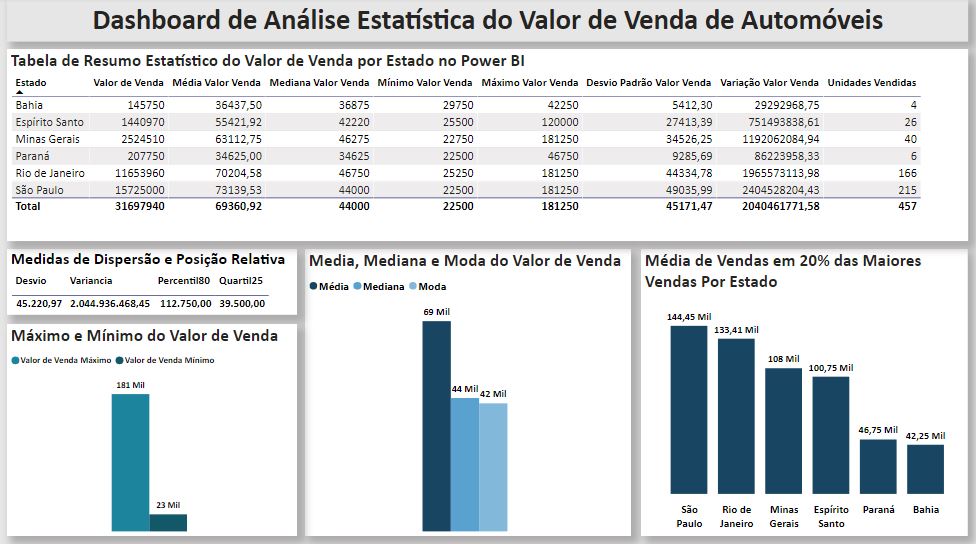 Dashboard de Análise Estatística do Valor de Venda de Automóveis
Tabela de Resumo Estatístico do Valor de Venda por Estado no Power BI
Estado Valor de Venda Média Valor Venda Mediana Valor Venda Mínimo Valor Venda Máximo Valor Venda Desvio Padrão Valor Venda Variação Valor Venda Unidades Vendidas
Bahia 145750 36437,50 36875 29750 42250 5412,30 29292968,75 4
Espírito Santo 1440970 55421,92 42220 25500 120000 27413,39 751493838,61 26
Minas Gerais 2524510 63112,75 46275 22750 181250 34526,25 1192062084,94 40
Paraná 207750 34625,00 34625 22500 46750 9285,69 86223958,33 6
Rio de Janeiro 11653960 70204,58 46750 25250 181250 44334,78 1965573113,98 166
São Paulo 15725000 73139,53 44000 22500 181250 49035,99 2404528204,43 215
Total 31697940 69360,92 44000 22500 181250 45171,47 2040461771,58 457
Medidas de Dispersão e Posição Relativa
Desvio Variancia Percentil80 Quartil25
45.220,97 2.044.936.468,45 112.750,00 39.500,00
Máximo e Mínimo do Valor de Venda
Valor de Venda Máximo Valor de Venda Mínimo
181 Mil
23 Mil
Media, Mediana e Moda do Valor de Venda
Média Mediana Moda
69 Mil
44 Mil
42 Mil
Média de Vendas em 20% das Maiores
Vendas Por Estado
144,45 Mil
133,41 Mil
108 Mil
100,75 Mil
46,75 Mil
42,25 Mil
São Rio de Minas Espírito Paraná Bahia
Paulo Janeiro Gerais Santo